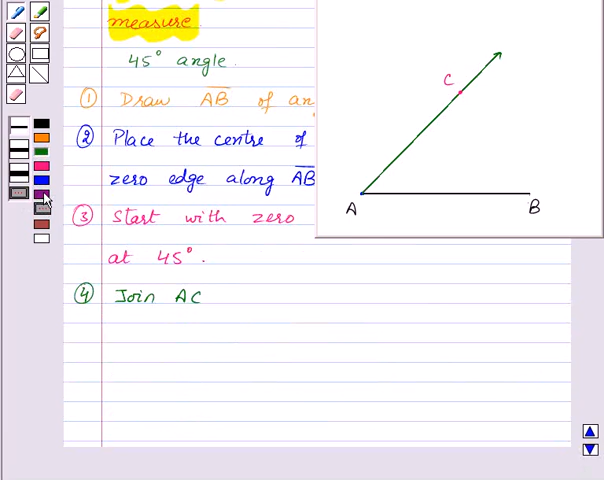 measure
45° angle.
① Draw AB of an
② Place the centre of
zero edge along AB
③ Start with zero
at 45°.
④ Join AC
C
A
B